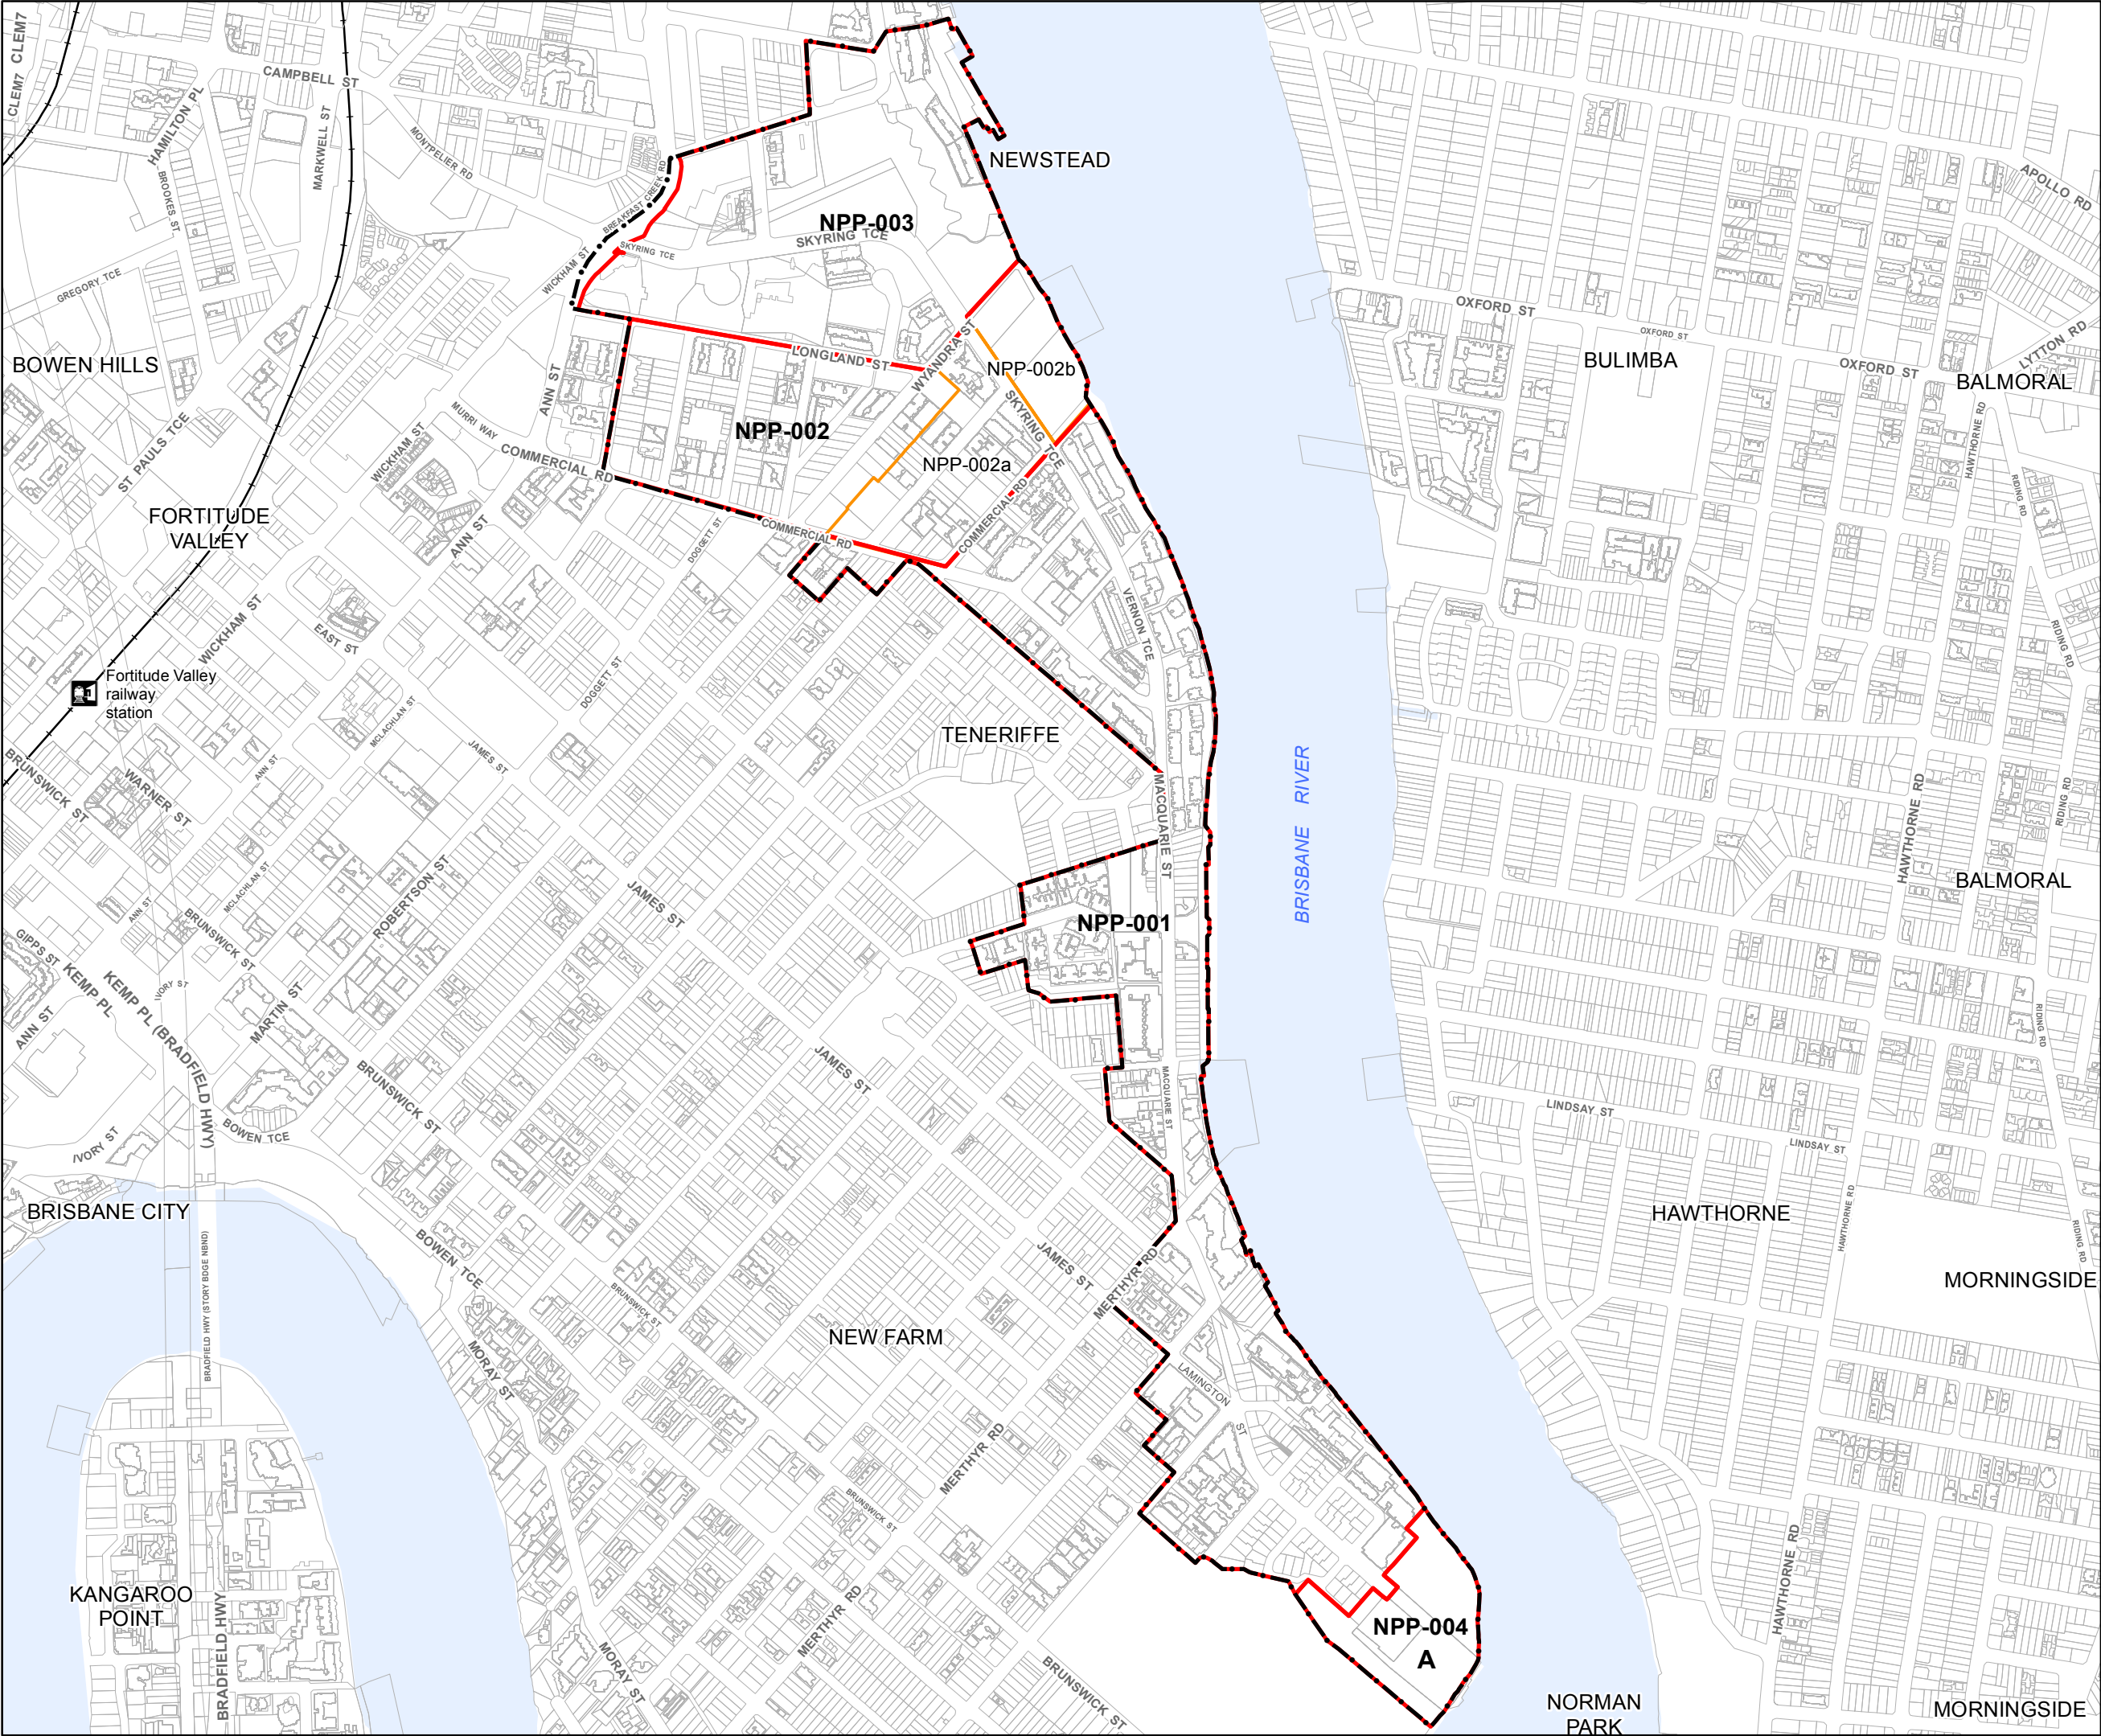 CLEM7
CLEM7
CAMPBELL ST
HAMILTON PL
BROOKES ST
MARKWELL ST
MONTPELIER RD
BREAKFAST CREEK RD
WICKHAM ST
SKYRING TCE
SKYRING TCE
NPP-003
NEWSTEAD
APOLLO RD
GREGORY TCE
BOWEN HILLS
ST PAULS TCE
ANN ST
MURRI WAY
COMMERCIAL RD
WICKHAM ST
LONGLAND ST
WYANDRA ST
NPP-002b
SKYRING TCE
NPP-002
NPP-002a
COMMERCIAL RD
COMMERCIAL RD
OXFORD ST
OXFORD ST
OXFORD ST
BULIMBA
LYTTON RD
BALMORAL
HAWTHORNE RD
RIDING RD
RIDING RD
FORTITUDE
VALLEY
ANN ST
DOGGETT ST
WICKHAM ST
EAST ST
VERNON TCE
Fortitude Valley
railway
station
DOGGETT ST
MCLACHLAN ST
JAMES ST
ANN ST
TENERIFFE
MACQUARIE ST
BRISBANE RIVER
BRUNSWICK ST
WARNER ST
HAWTHORNE RD
RIDING RD
BALMORAL
MCLACHLAN ST
ANN ST
ROBERTSON ST
JAMES ST
BRUNSWICK ST
NPP-001
GIPPS ST
KEMP PL
KEMP PL (BRADFIELD HWY)
IVORY ST
MARTIN ST
ANN ST
RIDING RD
JAMES ST
BRUNSWICK ST
MACQUARIE ST
LINDSAY ST
LINDSAY ST
IVORY ST
BOWEN TCE
BRISBANE CITY
HAWTHORNE
HAWTHORNE RD
RIDING RD
BRADFIELD HWY (STORY BDGE NBND)
BOWEN TCE
JAMES ST
MERTHYR RD
MORNINGSIDE
BRUNSWICK ST
NEW FARM
MORAY ST
LAMINGTON
ST
MERTHYR RD
BRUNSWICK ST
HAWTHORNE RD
KANGAROO
POINT
BRADFIELD HWY
MERTHYR RD
NPP-004
A
MORAY ST
BRUNSWICK ST
NORMAN
PARK
MORNINGSIDE